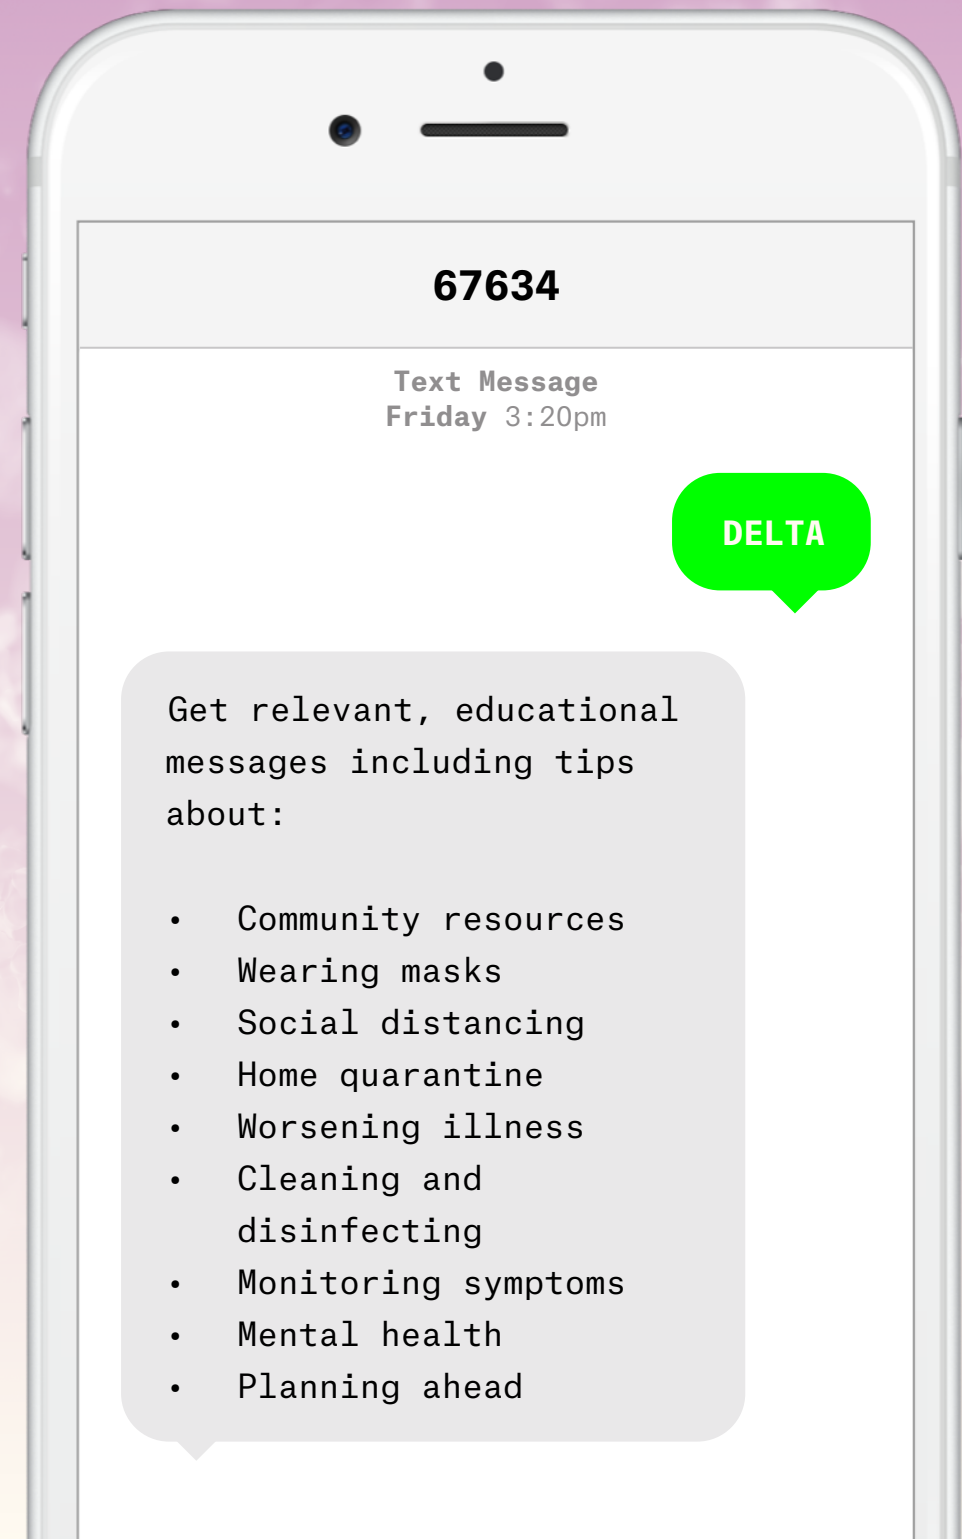 67634
Text Message
Friday 3:20pm
DELTA
Get relevant, educational
messages including tips
about:
• Community resources
• Wearing masks
• Social distancing
• Home quarantine
• Worsening illness
• Cleaning and
disinfecting
• Monitoring symptoms
• Mental health
• Planning ahead